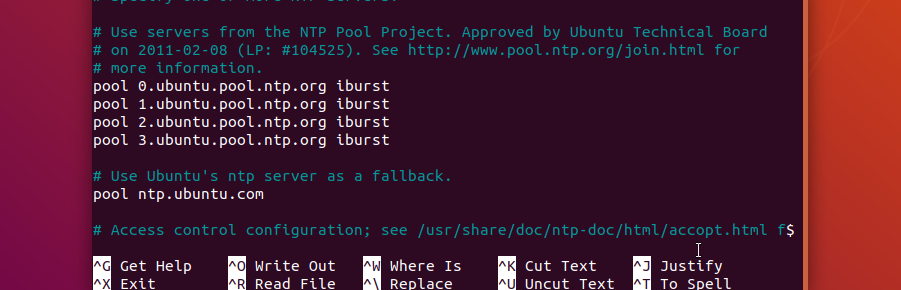 # Specify one or more NTP servers.
# Use servers from the NTP Pool Project. Approved by Ubuntu Technical Board
# on 2011-02-08 (LP: #104525). See http://www.pool.ntp.org/join.html for
# more information.
pool 0.ubuntu.pool.ntp.org iburst
pool 1.ubuntu.pool.ntp.org iburst
pool 2.ubuntu.pool.ntp.org iburst
pool 3.ubuntu.pool.ntp.org iburst
# Use Ubuntu's ntp server as a fallback.
pool ntp.ubuntu.com
# Access control configuration; see /usr/share/doc/ntp-doc/html/accopt.html f$
^G Get Help ^O Write Out ^W Where Is ^K Cut Text ^J Justify
^X Exit ^R Read File ^\ Replace ^U Uncut Text ^T To Spell